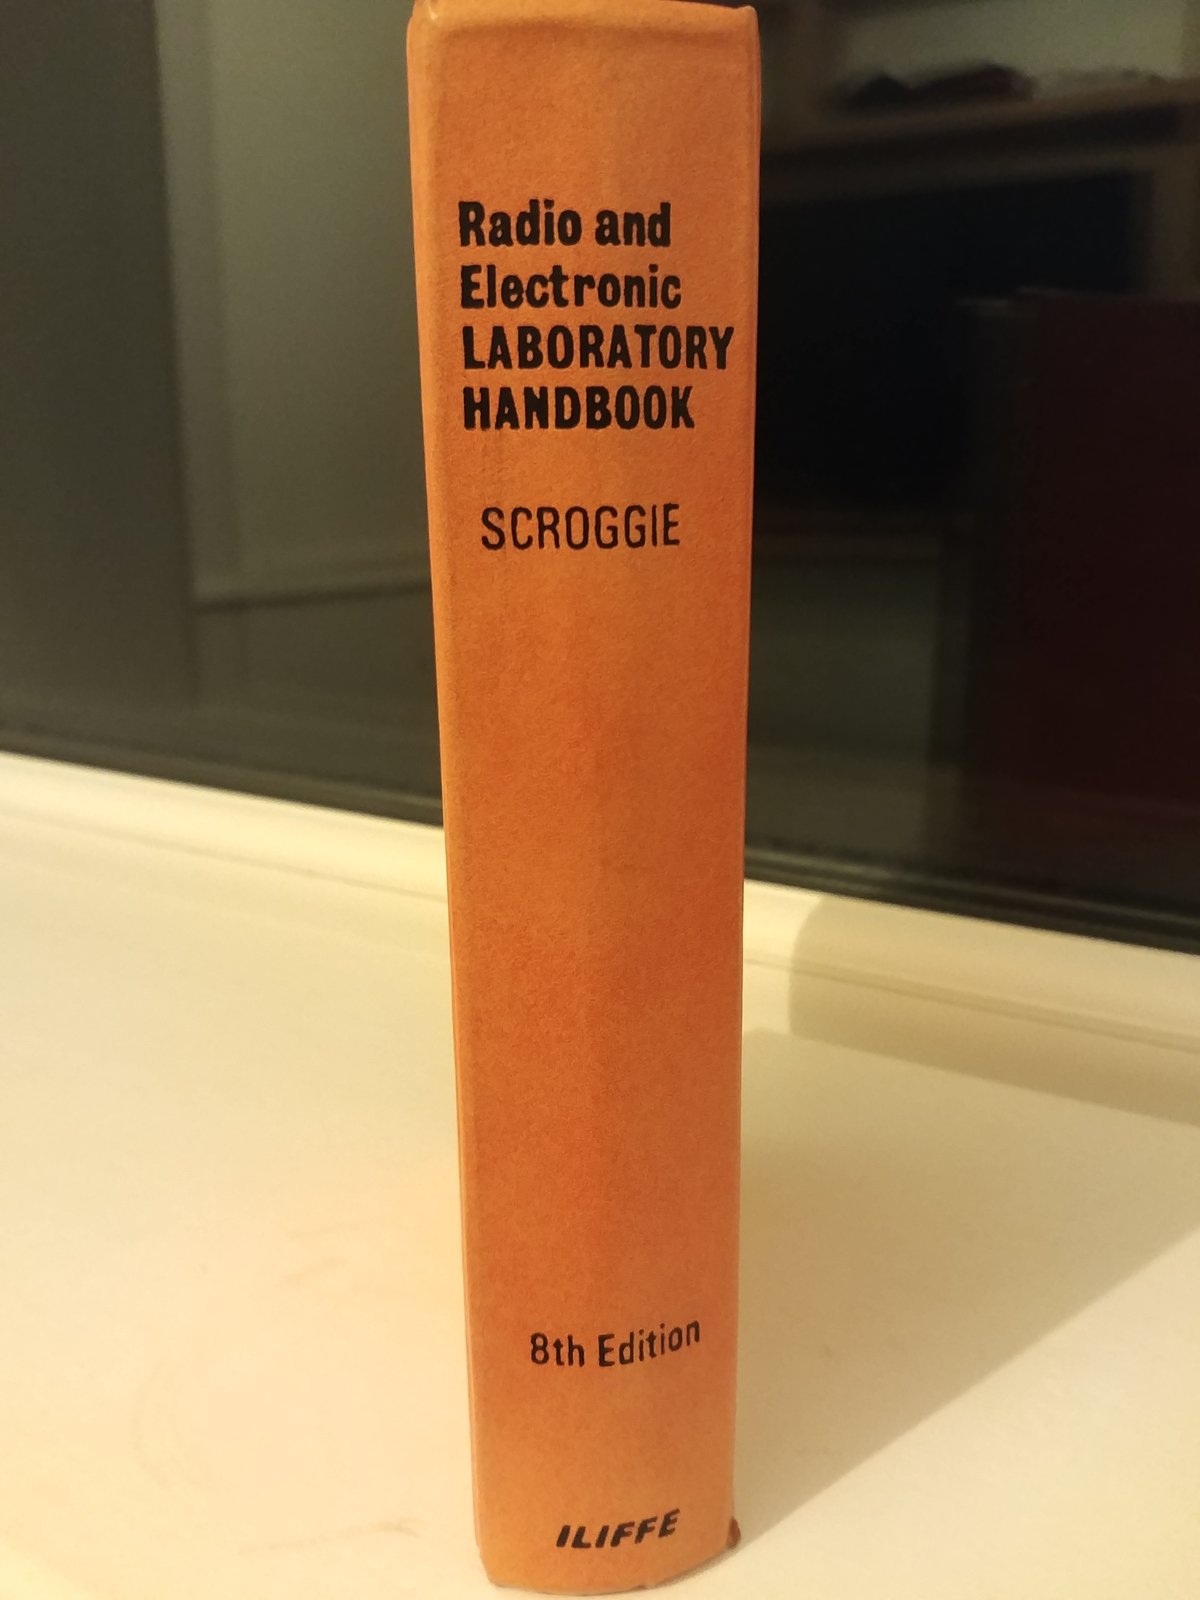 Radio and
Electronic
LABORATORY
HANDBOOK
SCROGGIE
8th Edition
ILIFFE